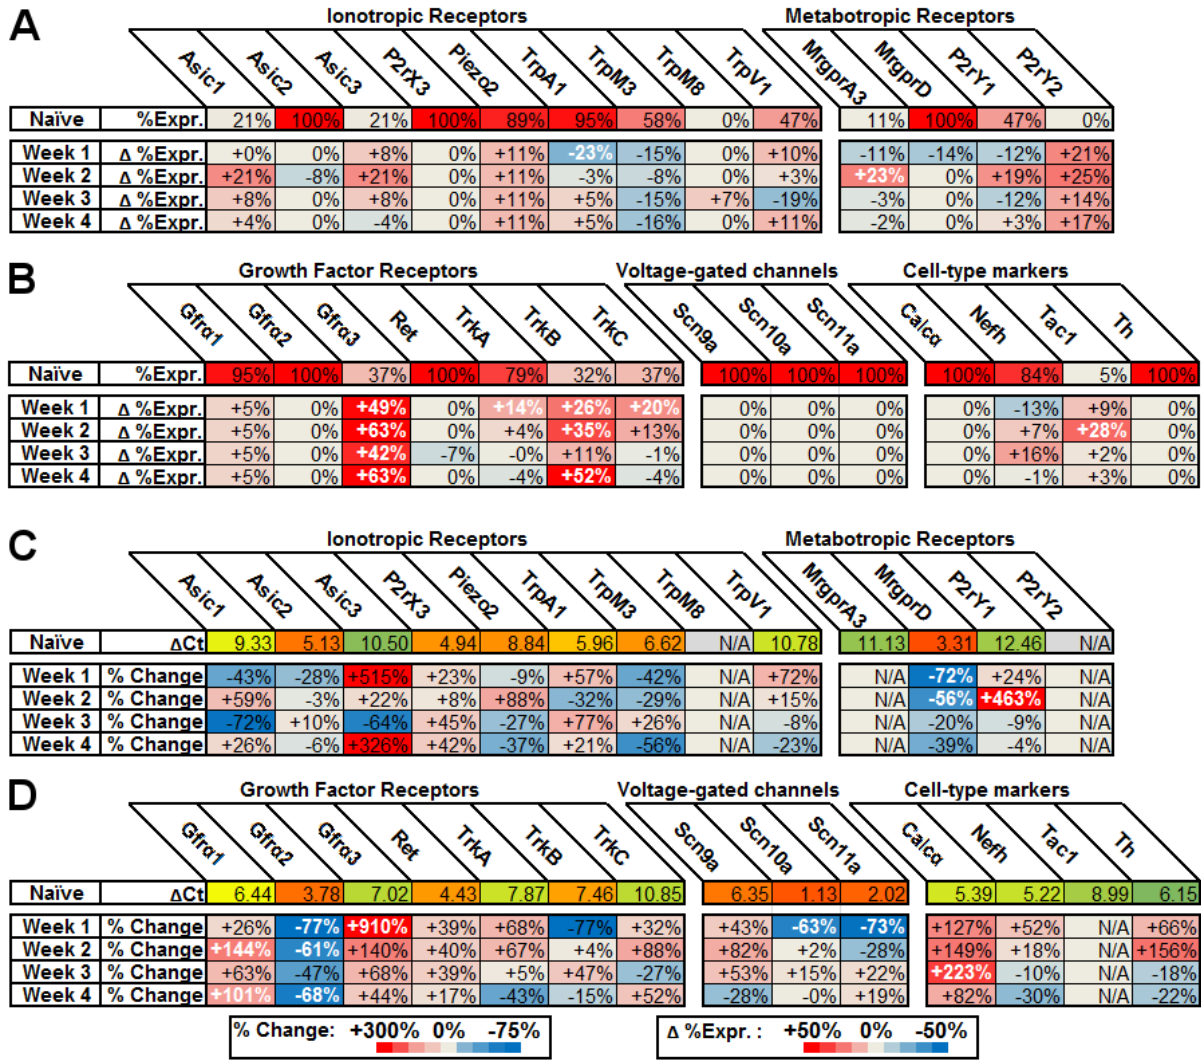 A
Ionotropic Receptors Metabotropic Receptors
Asic1 Asic2 Asic3 P2rX3 Piezo2 TrpA1 TrpM3 TrpM8 TrpV1 MrgprA3 MrgprD P2rY1 P2rY2
Naïve %Expr. 21% 100% 21% 100% 89% 95% 58% 0% 47% 11% 100% 47% 0%
Week 1 Δ %Expr. +0% 0% +8% 0% +11% -23% -15% 0% +10% -11% -14% -12% +21%
Week 2 Δ %Expr. +21% -8% +21% 0% +11% -3% -8% 0% +3% +23% 0% +19% +25%
Week 3 Δ %Expr. +8% 0% +8% 0% +11% +5% -15% +7% -19% -3% 0% -12% +14%
Week 4 Δ %Expr. +4% 0% -4% 0% +11% +5% -16% 0% +11% -2% 0% +3% +17%
B
Growth Factor Receptors Voltage-gated channels Cell-type markers
Gfrα1 Gfrα2 Gfrα3 Ret TrkA TrkB TrkC Scn9a Scn10a Scn11a Calcα Nefh Tac1 Th
Naïve %Expr. 95% 100% 37% 100% 79% 32% 37% 100% 100% 100% 100% 84% 5% 100%
Week 1 Δ %Expr. +5% 0% +49% 0% +14% +26% +20% 0% 0% 0% 0% -13% +9% 0%
Week 2 Δ %Expr. +5% 0% +63% 0% +4% +35% +13% 0% 0% 0% 0% +7% +28% 0%
Week 3 Δ %Expr. +5% 0% +42% -7% -0% +11% -1% 0% 0% 0% 0% +16% +2% 0%
Week 4 Δ %Expr. +5% 0% +63% 0% -4% +52% -4% 0% 0% 0% 0% -1% +3% 0%
C
Ionotropic Receptors Metabotropic Receptors
Asic1 Asic2 Asic3 P2rX3 Piezo2 TrpA1 TrpM3 TrpM8 TrpV1 MrgprA3 MrgprD P2rY1 P2rY2
Naïve ΔCt 9.33 5.13 10.50 4.94 8.84 5.96 6.62 N/A 10.78 11.13 3.31 12.46 N/A
Week 1 % Change -43% -28% +515% +23% -9% +57% -42% N/A +72% N/A -72% +24% N/A
Week 2 % Change +59% -3% +22% +8% +88% -32% -29% N/A +15% N/A -56% +463% N/A
Week 3 % Change -72% +10% -64% +45% -27% +77% +26% N/A -8% N/A -20% -9% N/A
Week 4 % Change +26% -6% +326% +42% -37% +21% -56% N/A -23% N/A -39% -4% N/A
D
Growth Factor Receptors Voltage-gated channels Cell-type markers
Gfrα1 Gfrα2 Gfrα3 Ret TrkA TrkB TrkC Scn9a Scn10a Scn11a Calcα Nefh Tac1 Th
Naïve ΔCt 6.44 3.78 7.02 4.43 7.87 7.46 10.85 6.35 1.13 2.02 5.39 5.22 8.99 6.15
Week 1 % Change +26% -77% +910% +39% +68% -77% +32% +43% -63% -73% +127% +52% N/A +66%
Week 2 % Change +144% -61% +140% +40% +67% +4% +88% +82% +2% -28% +149% +18% N/A +156%
Week 3 % Change +63% -47% +68% +39% +5% +47% -27% +53% +15% +22% +223% -10% N/A -18%
Week 4 % Change +101% -68% +44% +17% -43% -15% +52% -28% -0% +19% +82% -30% N/A -22%
% Change: +300% 0% -75% Δ %Expr. : +50% 0% -50%